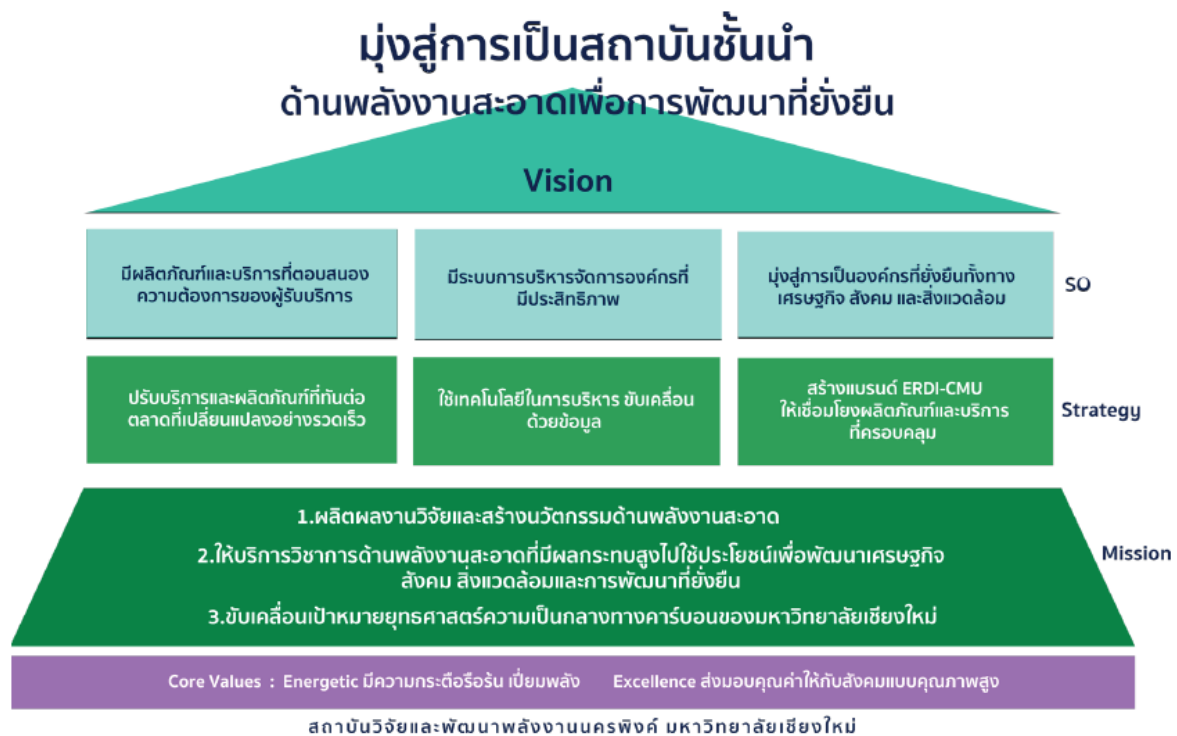 มุ่งสู่การเป็นสถาบันชั้นนำ
ด้านพลังงานสะอาดเพื่อการพัฒนาที่ยั่งยืน
Vision
มีผลิตภัณฑ์และบริการที่ตอบสนอง
ความต้องการของผู้รับบริการ
มีระบบการบริหารจัดการองค์กรที่
มีประสิทธิภาพ
มุ่งสู่การเป็นองค์กรที่ยั่งยืนทั้งทาง
เศรษฐกิจ สังคม และสิ่งแวดล้อม
SO
ปรับบริการและผลิตภัณฑ์ที่ทันต่อ
ตลาดที่เปลี่ยนแปลงอย่างรวดเร็ว
ใช้เทคโนโลยีในการบริหาร ขับเคลื่อน
ด้วยข้อมูล
สร้างแบรนด์ ERDI-CMU
ให้เชื่อมโยงผลิตภัณฑ์และบริการ
ที่ครอบคลุม
Strategy
1.ผลิตผลงานวิจัยและสร้างนวัตกรรมด้านพลังงานสะอาด
2.ให้บริการวิชาการด้านพลังงานสะอาดที่มีผลกระทบสูงไปใช้ประโยชน์เพื่อพัฒนาเศรษฐกิจ
สังคม สิ่งแวดล้อมและการพัฒนาที่ยั่งยืน
3.ขับเคลื่อนเป้าหมายยุทธศาสตร์ความเป็นกลางทางคาร์บอนของมหาวิทยาลัยเชียงใหม่
Mission
Core Values : Energetic มีความกระตือรือร้น เปี่ยมพลัง Excellence ส่งมอบคุณค่าให้กับสังคมแบบคุณภาพสูง
สถาบันวิจัยและพัฒนาพลังงานนครพิงค์ มหาวิทยาลัยเชียงใหม่